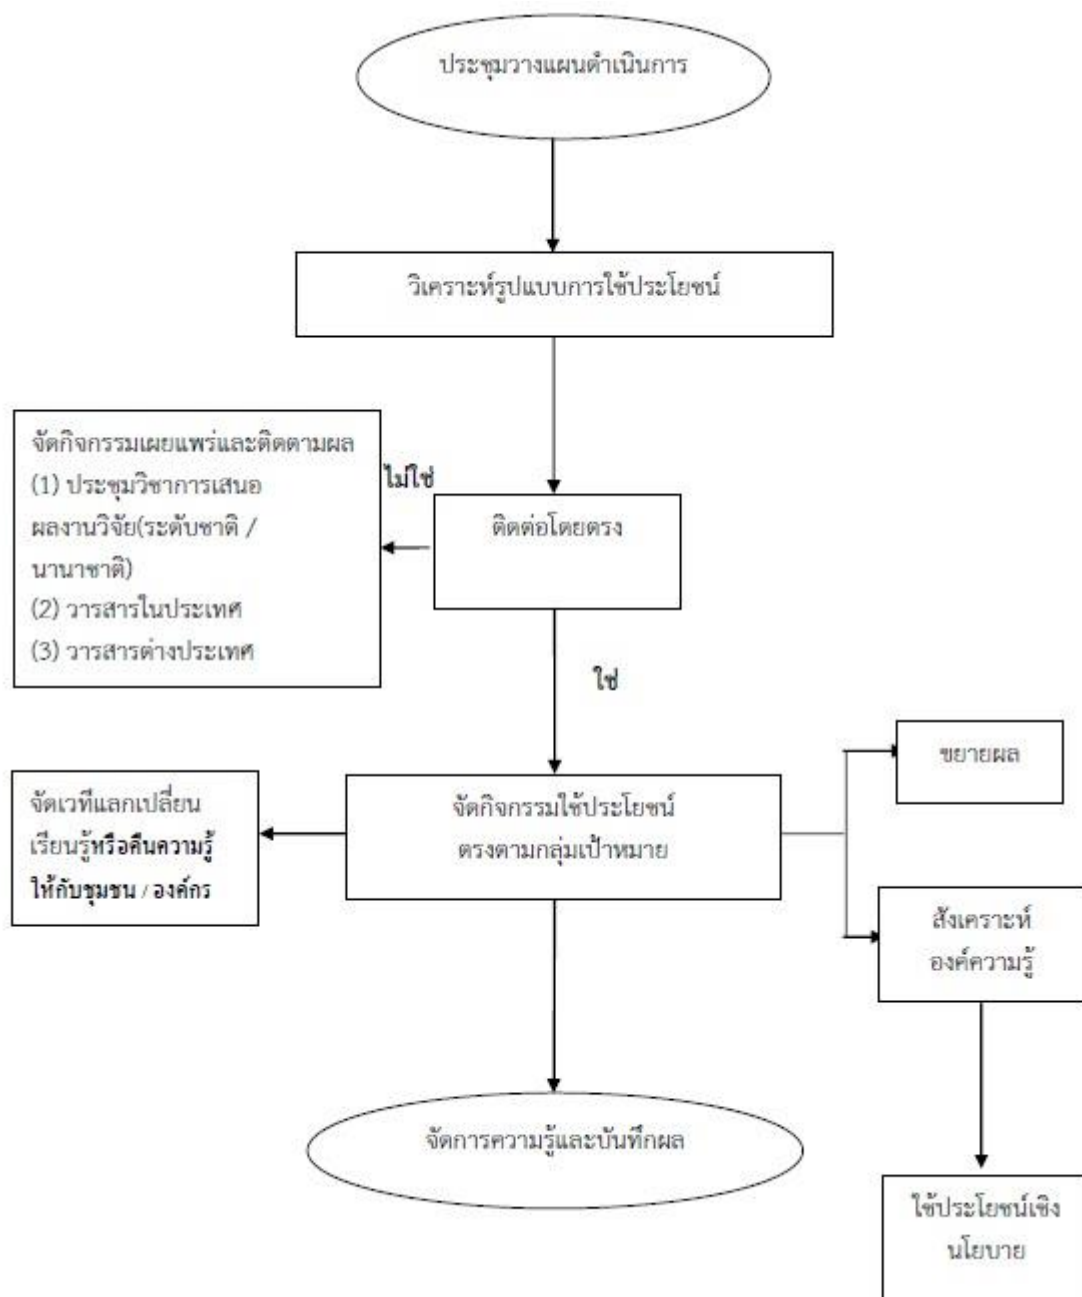 ประชุมวางแผนดำเนินการ
วิเคราะห์รูปแบบการใช้ประโยชน์
จัดกิจกรรมเผยแพร่และติดตามผล
(1) ประชุมวิชาการเสนอ
ผลงานวิจัย(ระดับชาติ /
นานาชาติ)
(2) วารสารในประเทศ
(3) วารสารต่างประเทศ
ไม่ใช่
ติดต่อโดยตรง
ใช่
ขยายผล
จัดเวทีแลกเปลี่ยน
เรียนรู้หรือคืนความรู้
ให้กับชุมชน / องค์กร
จัดกิจกรรมใช้ประโยชน์
ตรงตามกลุ่มเป้าหมาย
สังเคราะห์
องค์ความรู้
จัดการความรู้และบันทึกผล
ใช้ประโยชน์เชิง
นโยบาย